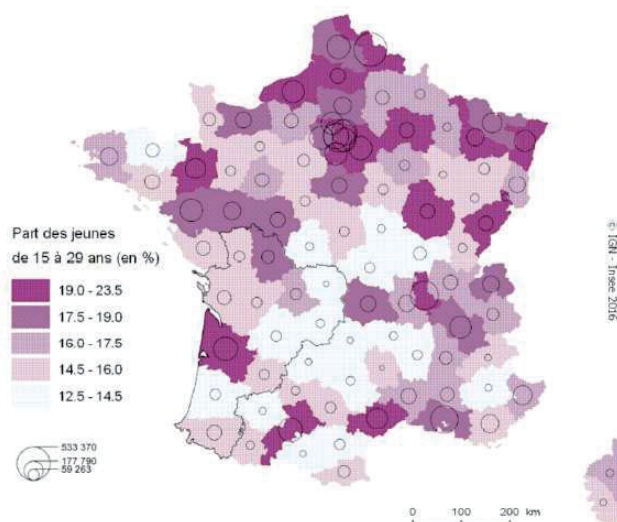 Part des jeunes
de 15 à 29 ans (en %)
19.0 - 23.5
17.5 - 19.0
16.0 - 17.5
14.5 - 16.0
12.5 - 14.5
533 370
177 790
59 263
© IGN - Insee 2016
0 100 200 km